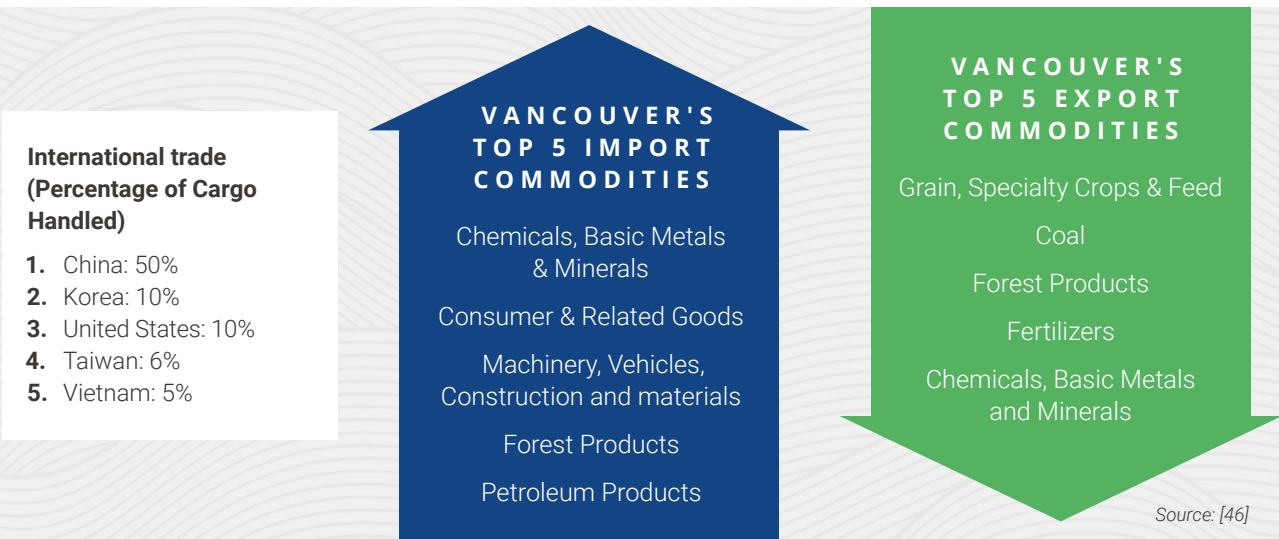 International trade
(Percentage of Cargo
Handled)
1. China: 50%
2. Korea: 10%
3. United States: 10%
4. Taiwan: 6%
5. Vietnam: 5%
VANCOUVER'S
TOP 5 IMPORT
COMMODITIES
Chemicals, Basic Metals
& Minerals
Consumer & Related Goods
Machinery, Vehicles,
Construction and materials
Forest Products
Petroleum Products
VANCOUVER'S
TOP 5 EXPORT
COMMODITIES
Grain, Specialty Crops & Feed
Coal
Forest Products
Fertilizers
Chemicals, Basic Metals
and Minerals
Source: [46]